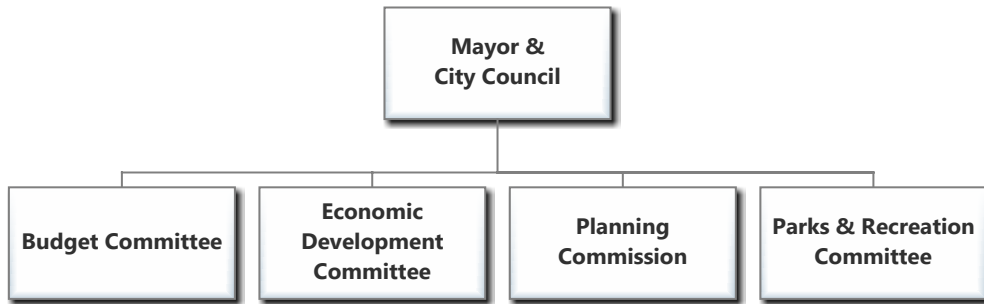 Mayor &
City Council
Budget Committee
Economic
Development
Committee
Planning
Commission
Parks & Recreation
Committee